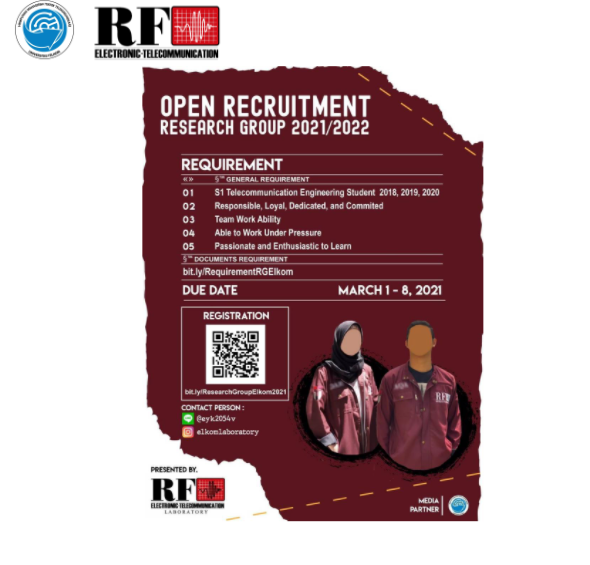 RF
ELECTRONIC-TELECOMMUNICATION
OPEN RECRUITMENT
RESEARCH GROUP 2021/2022
REQUIREMENT
«» §™ GENERAL REQUIREMENT
01 S1 Telecommunication Engineering Student 2018, 2019, 2020
02 Responsible, Loyal, Dedicated, and Commited
03 Team Work Ability
04 Able to Work Under Pressure
05 Passionate and Enthusiastic to Learn
§™ DOCUMENTS REQUIREMENT
bit.ly/RequirementRGElkom
DUE DATE MARCH 1 - 8, 2021
REGISTRATION
bit.ly/ResearchGroupElkom2021
CONTACT PERSON :
@eyk2054v
elkomlaboratory
PRESENTED BY.
RF
ELECTRONIC-TELECOMMUNICATION
LABORATORY
RF
MEDIA
PARTNER